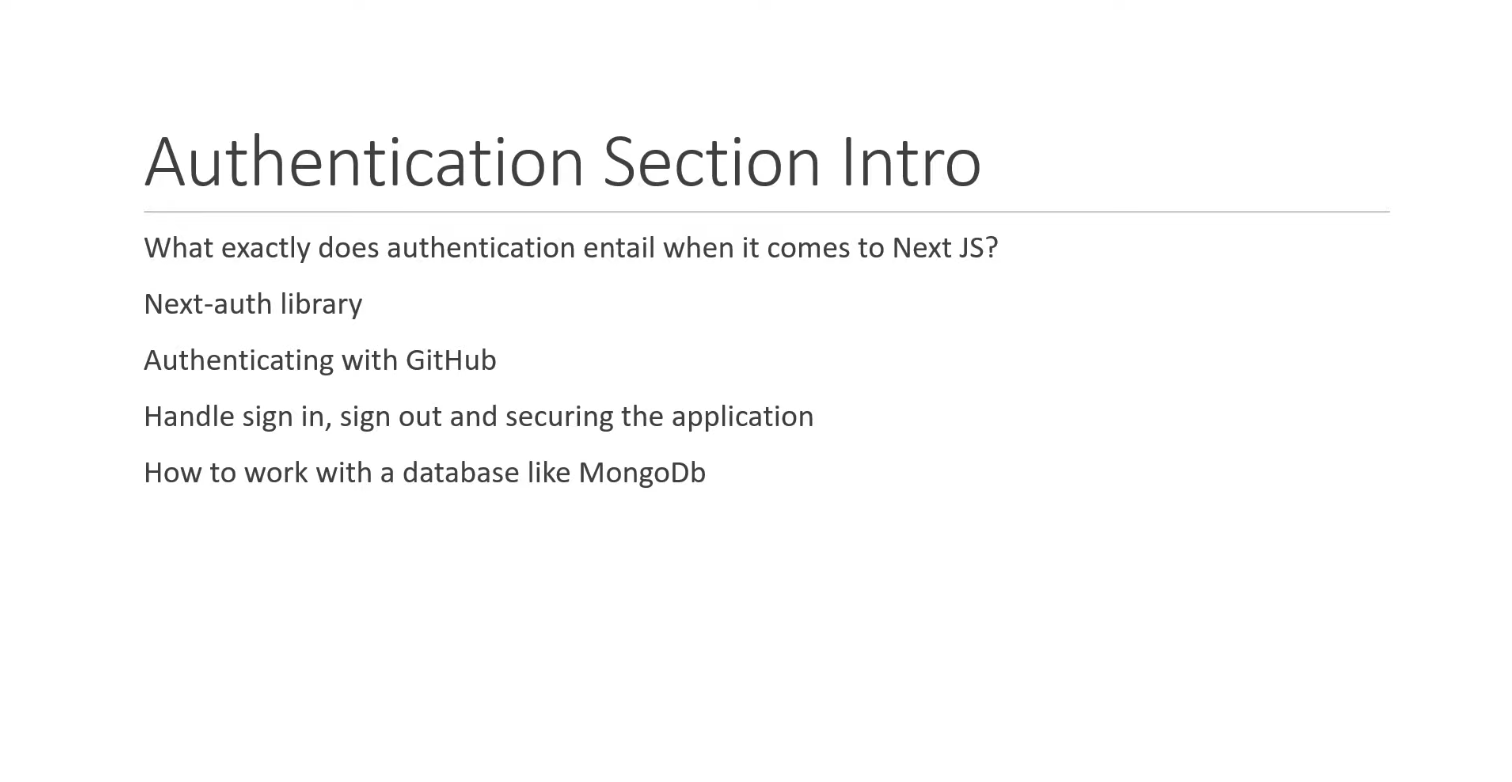 Authentication Section Intro
What exactly does authentication entail when it comes to Next JS?
Next-auth library
Authenticating with GitHub
Handle sign in, sign out and securing the application
How to work with a database like MongoDb